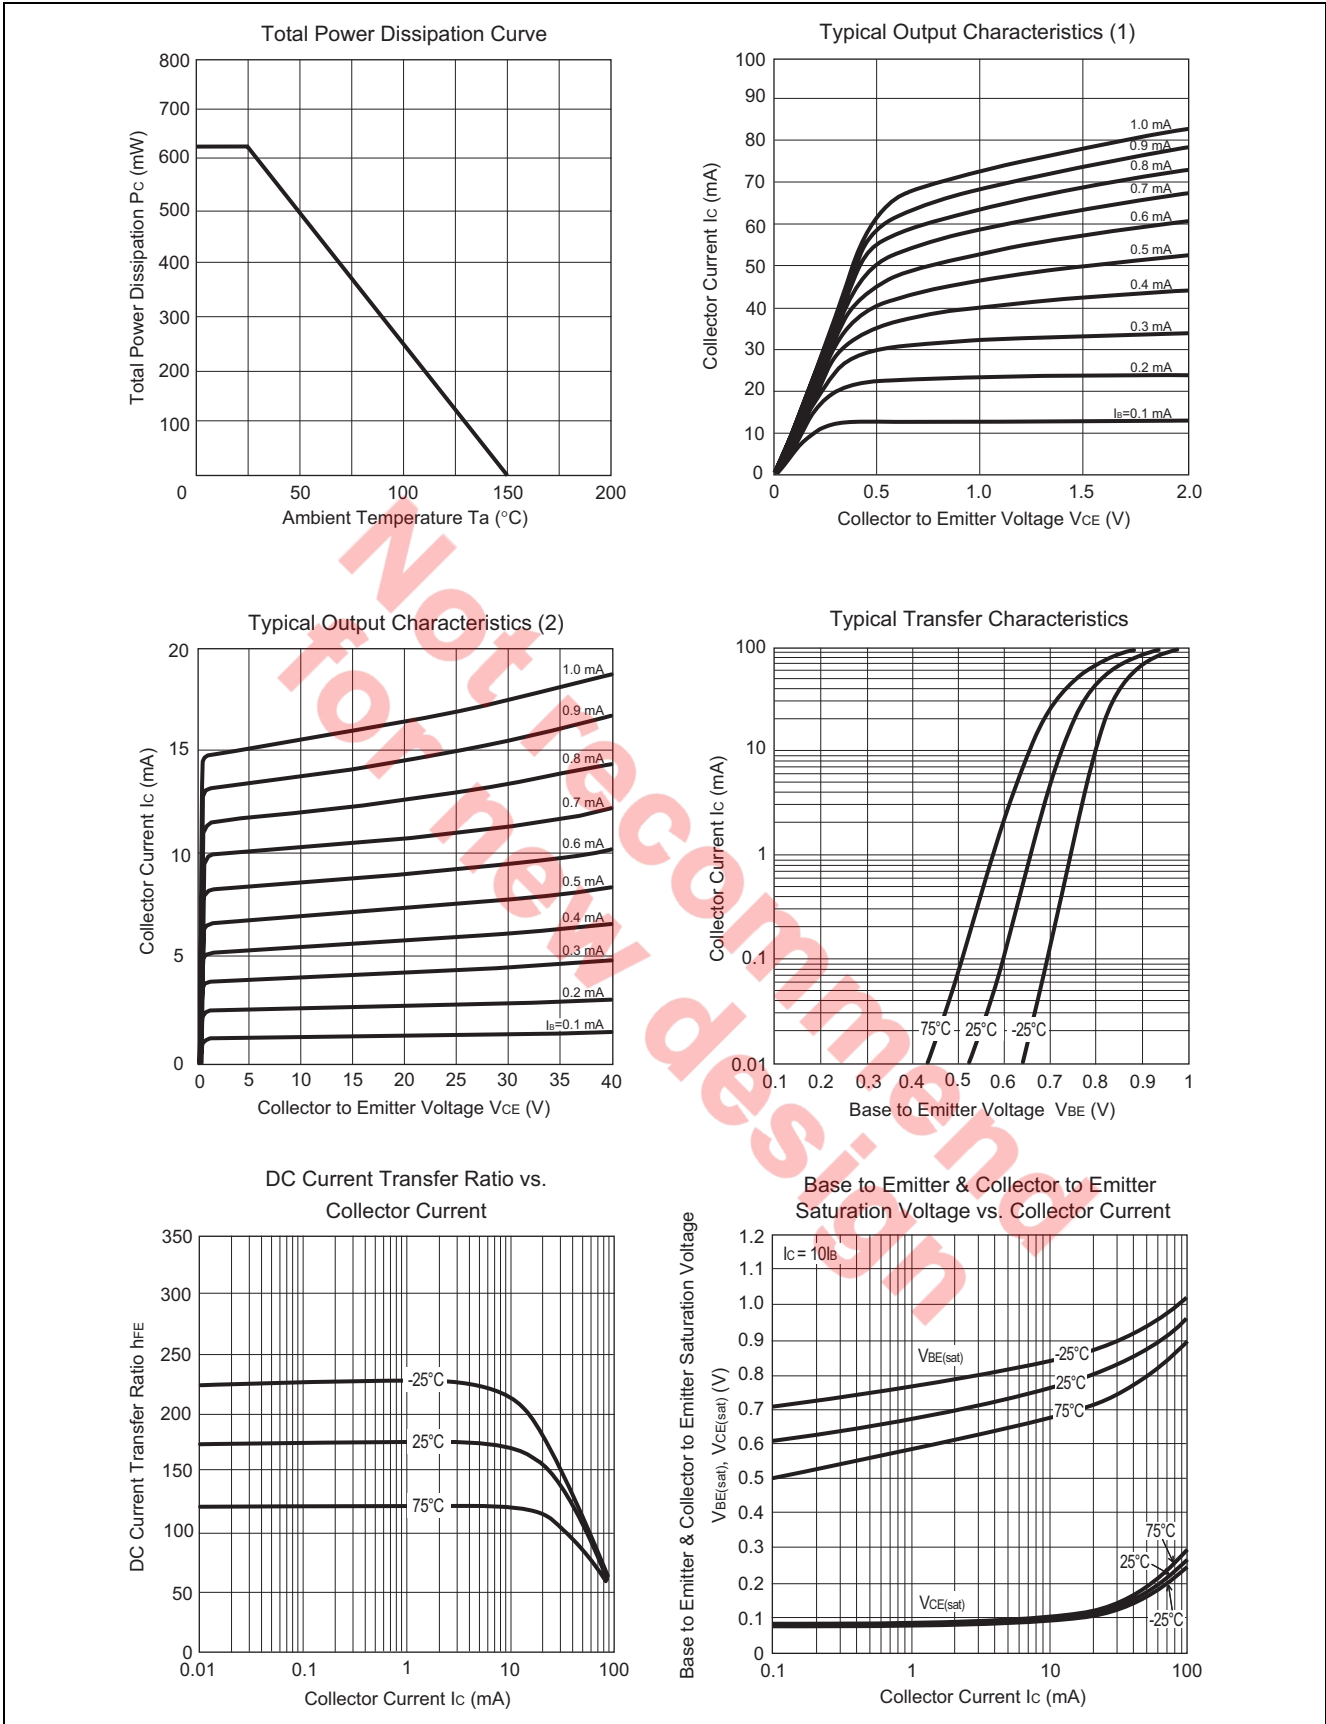 Total Power Dissipation Curve
Total Power Dissipation PC (mW)
800
700
600
500
400
300
200
100
0 50 100 150 200
Ambient Temperature Ta (°C)
Typical Output Characteristics (1)
Collector Current IC (mA)
100
90
80
70
60
50
40
30
20
10
0
1.0 mA
0.9 mA
0.8 mA
0.7 mA
0.6 mA
0.5 mA
0.4 mA
0.3 mA
0.2 mA
IB=0.1 mA
0 0.5 1.0 1.5 2.0
Collector to Emitter Voltage VCE (V)
Typical Output Characteristics (2)
Collector Current IC (mA)
20
15
10
5
0
1.0 mA
0.9 mA
0.8 mA
0.7 mA
0.6 mA
0.5 mA
0.4 mA
0.3 mA
0.2 mA
IB=0.1 mA
0 5 10 15 20 25 30 35 40
Collector to Emitter Voltage VCE (V)
Typical Transfer Characteristics
Collector Current IC (mA)
100
10
1
0.1
0.01
75°C 25°C -25°C
0.1 0.2 0.3 0.4 0.5 0.6 0.7 0.8 0.9 1
Base to Emitter Voltage VBE (V)
DC Current Transfer Ratio vs.
Collector Current
DC Current Transfer Ratio hFE
350
300
250
200
150
100
50
0
-25°C
25°C
75°C
0.01 0.1 1 10 100
Collector Current IC (mA)
Base to Emitter & Collector to Emitter
Saturation Voltage vs. Collector Current
Base to Emitter & Collector to Emitter Saturation Voltage
VBE(sat), VCE(sat) (V)
1.2
1.1
1.0
0.9
0.8
0.7
0.6
0.5
0.4
0.3
0.2
0.1
0
IC = 10IB
VBE(sat)
-25°C
25°C
75°C
75°C
25°C
VCE(sat)
-25°C
0.1 1 10 100
Collector Current IC (mA)
Not recommend
for new design